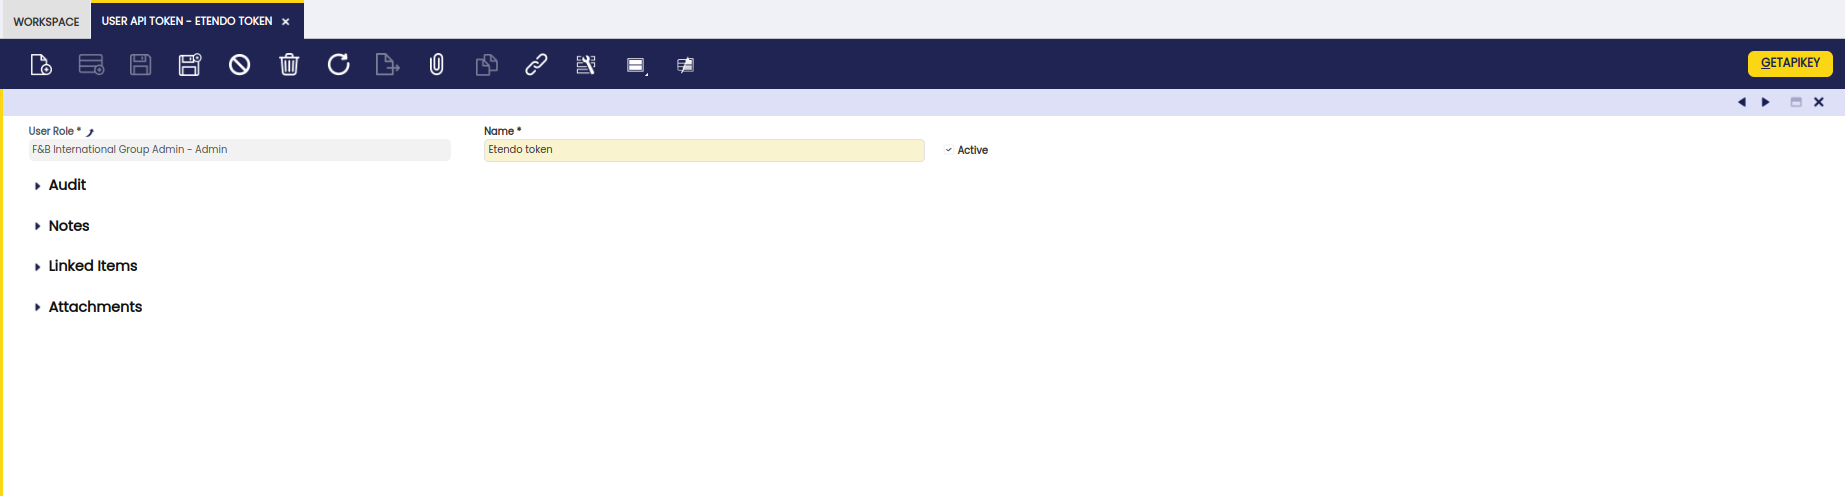 WORKSPACE
USER API TOKEN - ETENDO TOKEN
GETAPIKEY
User Role *
Name *
F&B International Group Admin - Admin
Etendo token
Active
Audit
Notes
Linked Items
Attachments